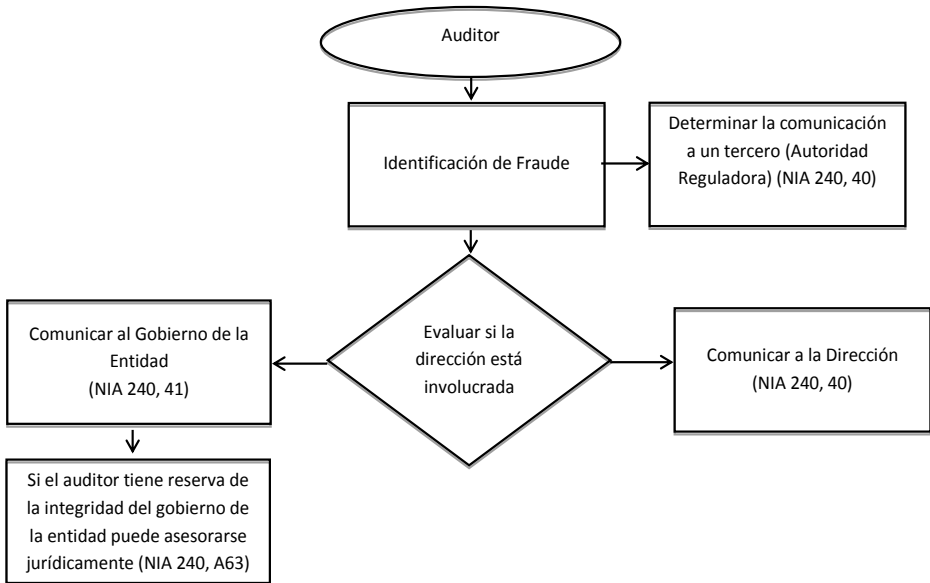 Auditor
Identificación de Fraude
Determinar la comunicación
a un tercero (Autoridad
Reguladora) (NIA 240, 40)
Evaluar si la
dirección está
involucrada
Comunicar al Gobierno de la
Entidad
(NIA 240, 41)
Comunicar a la Dirección
(NIA 240, 40)
Si el auditor tiene reserva de
la integridad del gobierno de
la entidad puede asesorarse
jurídicamente (NIA 240, A63)